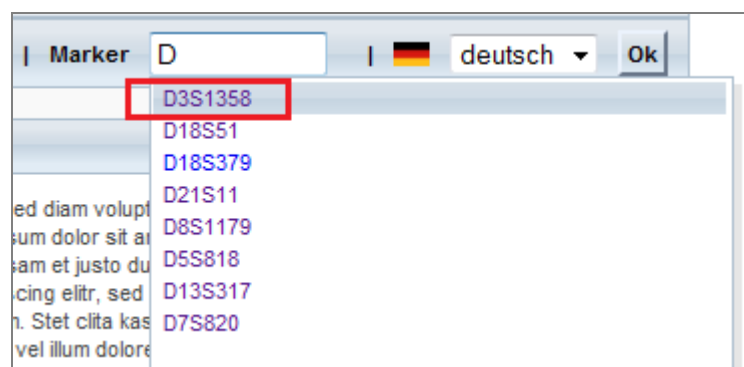 | Marker D | deutsch Ok
D3S1358
D18S51
D18S379
D21S11
D8S1179
D5S818
D13S317
D7S820
ed diam volupt
sum dolor sit a
sam et justo du
cing elitr, sed
n. Stet clita kas
vel illum dolore